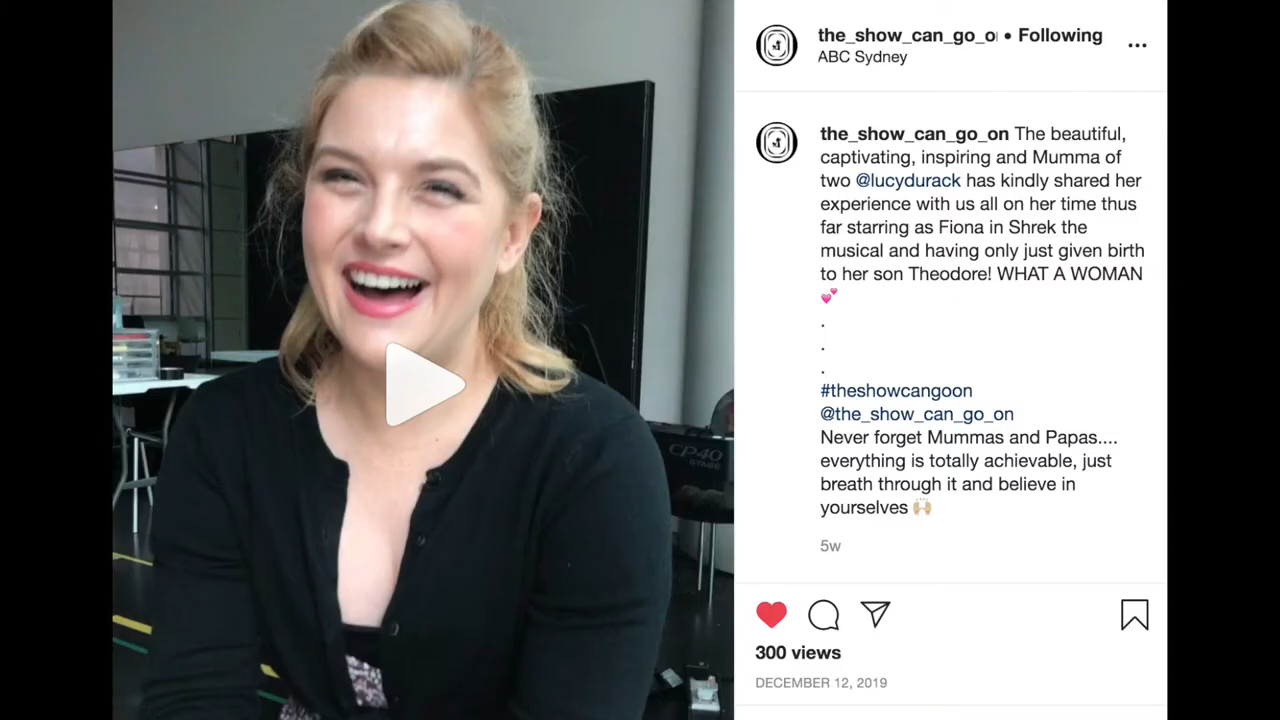 the_show_can_go_o • Following
ABC Sydney
the_show_can_go_on The beautiful,
captivating, inspiring and Mumma of
two @lucydurack has kindly shared her
experience with us all on her time thus
far starring as Fiona in Shrek the
musical and having only just given birth
to her son Theodore! WHAT A WOMAN
💕
.
.
.
#theshowcangoon
@the_show_can_go_on
Never forget Mummas and Papas....
everything is totally achievable, just
breath through it and believe in
yourselves 🙌🏼
5w
300 views
DECEMBER 12, 2019
CP40
STAGE